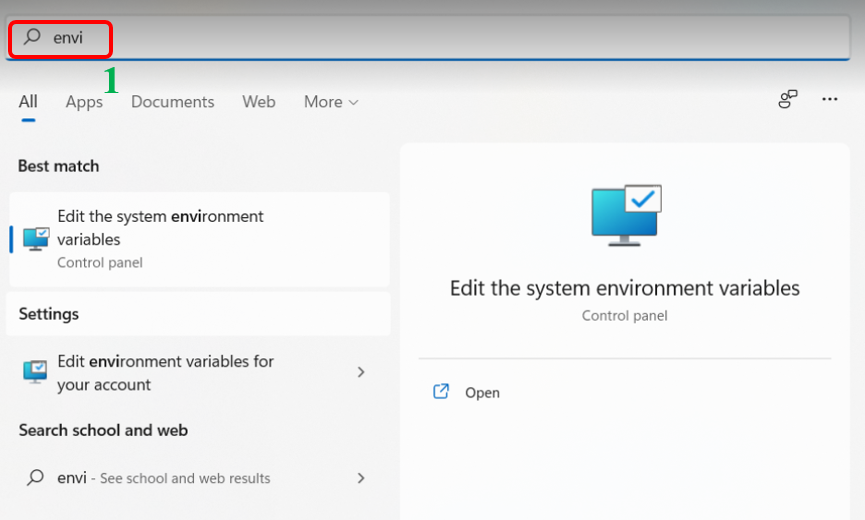 envi
1
All Apps Documents Web More
Best match
Edit the system environment
variables
Control panel
Settings
Edit environment variables for
your account
Search school and web
envi - See school and web results
Edit the system environment variables
Control panel
Open